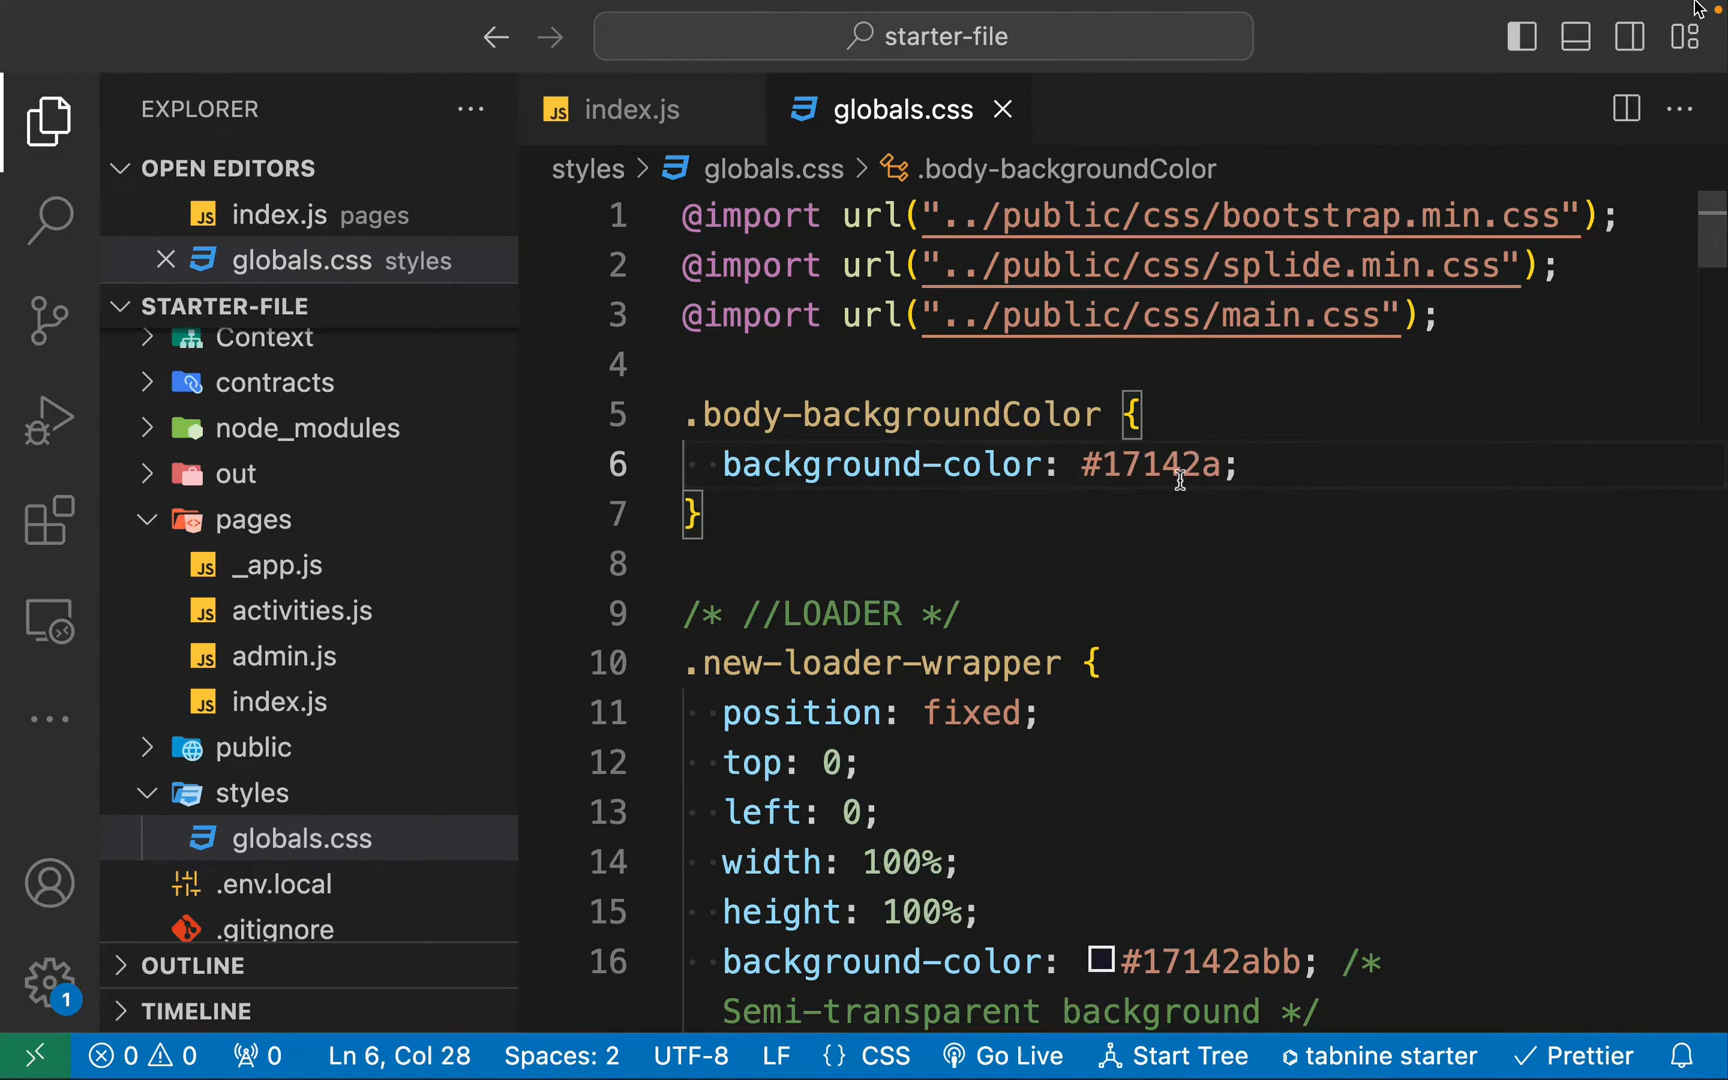 starter-file
EXPLORER
OPEN EDITORS
JS index.js pages
globals.css styles
STARTER-FILE
Context
contracts
node_modules
out
pages
JS _app.js
JS activities.js
JS admin.js
JS index.js
public
styles
globals.css
.env.local
.gitignore
OUTLINE
TIMELINE
1
JS index.js
globals.css
styles > globals.css > .body-backgroundColor
1 @import url("../public/css/bootstrap.min.css");
2 @import url("../public/css/splide.min.css");
3 @import url("../public/css/main.css");
4
5 .body-backgroundColor {
6 background-color: #17142a;
7 }
8
9 /* //LOADER */
10 .new-loader-wrapper {
11 position: fixed;
12 top: 0;
13 left: 0;
14 width: 100%;
15 height: 100%;
16 background-color: #17142abb; /*
Semi-transparent background */
0 0 0 Ln 6, Col 28 Spaces: 2 UTF-8 LF {} CSS Go Live Start Tree tabnine starter Prettier